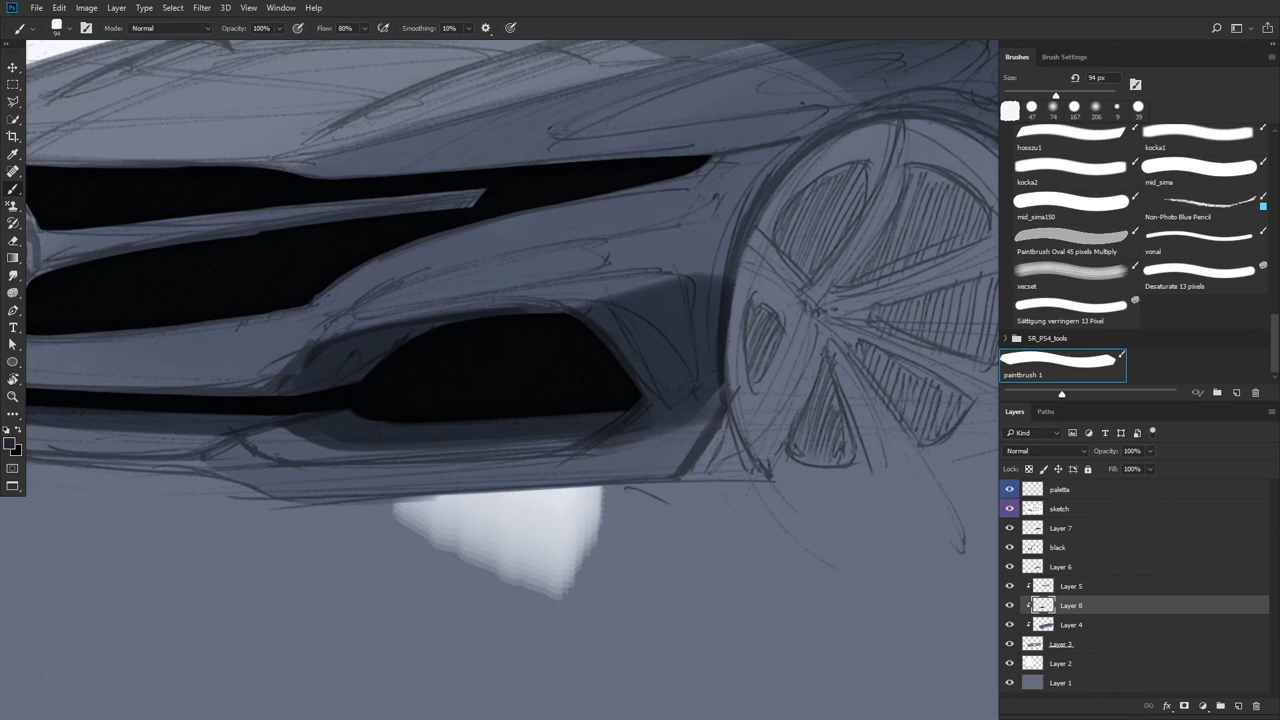 Ps File Edit Image Layer Type Select Filter 3D View Window Help
94 Mode: Normal Opacity: 100% Flow: 80% Smoothing: 10%
Brushes Brush Settings
Size: 94 px
47 74 167 206 9 39
hosszu1 kocka1
kocka2 mid_sima
mid_sima150 Non-Photo Blue Pencil
Paintbrush Oval 45 pixels Multiply vonal
xecset Desaturate 13 pixels
Sättigung verringern 13 Pixel
SR_PS4_tools
paintbrush 1
Layers Paths
Kind
Normal Opacity: 100%
Lock: Fill: 100%
paletta
sketch
Layer 7
black
Layer 6
Layer 5
Layer 8
Layer 4
Layer 3
Layer 2
Layer 1